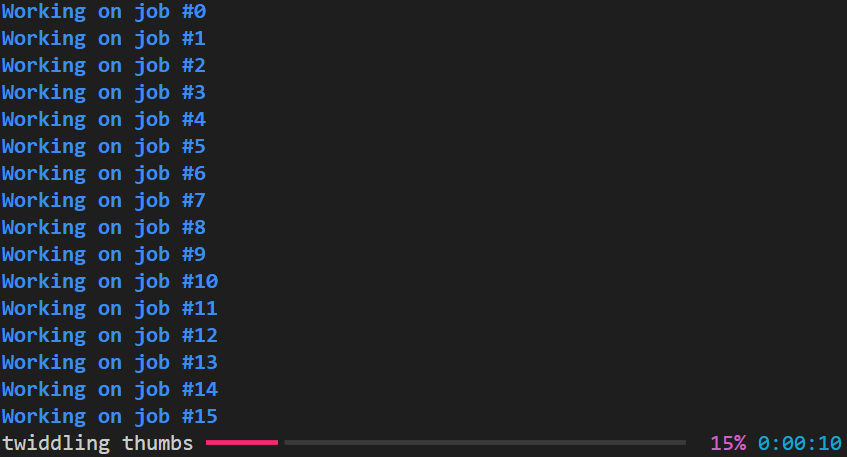 Working on job #0
Working on job #1
Working on job #2
Working on job #3
Working on job #4
Working on job #5
Working on job #6
Working on job #7
Working on job #8
Working on job #9
Working on job #10
Working on job #11
Working on job #12
Working on job #13
Working on job #14
Working on job #15
twiddling thumbs 15% 0:00:10